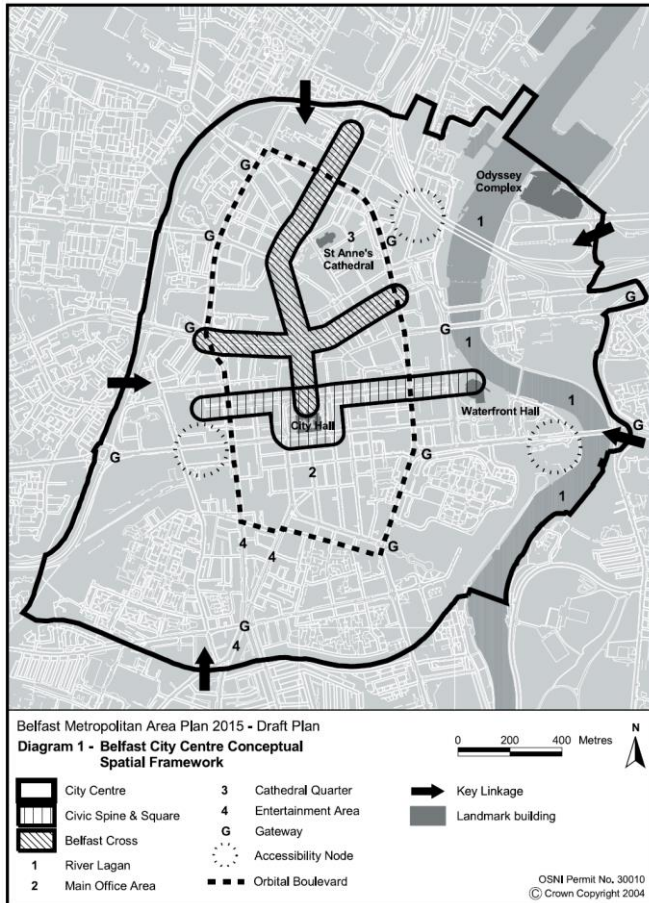 G
Odyssey
Complex
1
3
G
G
St Anne's
Cathedral
G
G
G
1
1
Waterfront Hall
City Hall
G
G
G
2
1
4
4
G
G
4
Belfast Metropolitan Area Plan 2015 - Draft Plan
Diagram 1 - Belfast City Centre Conceptual
Spatial Framework
0 200 400 Metres
N
City Centre
Civic Spine & Square
Belfast Cross
1 River Lagan
2 Main Office Area
3 Cathedral Quarter
4 Entertainment Area
G Gateway
Accessibility Node
Orbital Boulevard
Key Linkage
Landmark building
OSNI Permit No. 30010
© Crown Copyright 2004